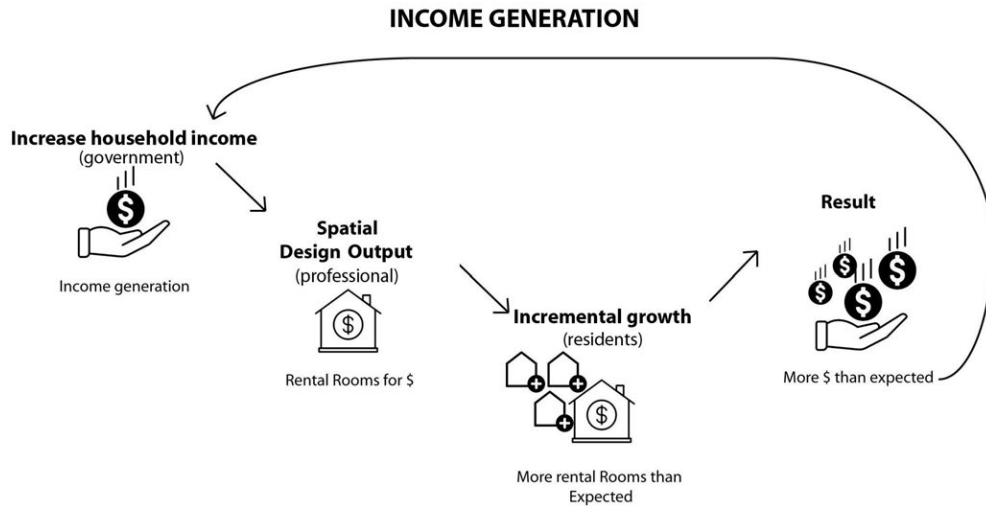 INCOME GENERATION
Increase household income
(government)
$
Income generation
Spatial
Design Output
(professional)
$
Rental Rooms for $
Incremental growth
(residents)
$
More rental Rooms than
Expected
Result
$
$
$
$
More $ than expected